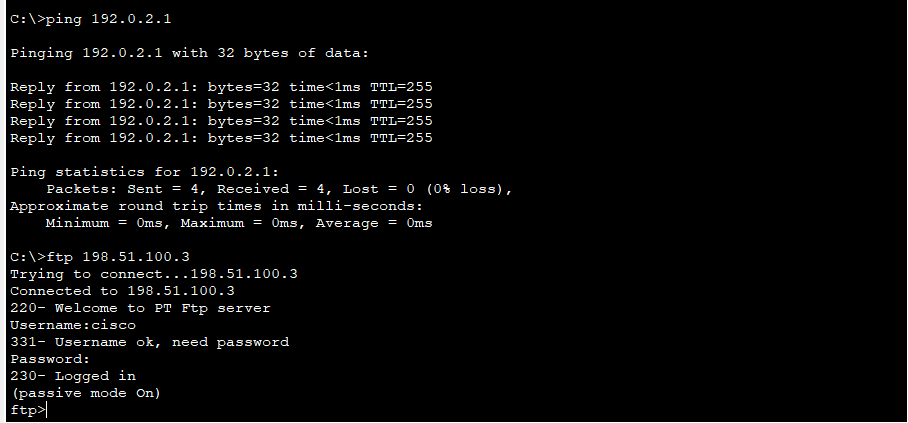 C:\>ping 192.0.2.1
Pinging 192.0.2.1 with 32 bytes of data:
Reply from 192.0.2.1: bytes=32 time<1ms TTL=255
Reply from 192.0.2.1: bytes=32 time<1ms TTL=255
Reply from 192.0.2.1: bytes=32 time<1ms TTL=255
Reply from 192.0.2.1: bytes=32 time<1ms TTL=255
Ping statistics for 192.0.2.1:
Packets: Sent = 4, Received = 4, Lost = 0 (0% loss),
Approximate round trip times in milli-seconds:
Minimum = 0ms, Maximum = 0ms, Average = 0ms
C:\>ftp 198.51.100.3
Trying to connect...198.51.100.3
Connected to 198.51.100.3
220- Welcome to PT Ftp server
Username:cisco
331- Username ok, need password
Password:
230- Logged in
(passive mode On)
ftp>